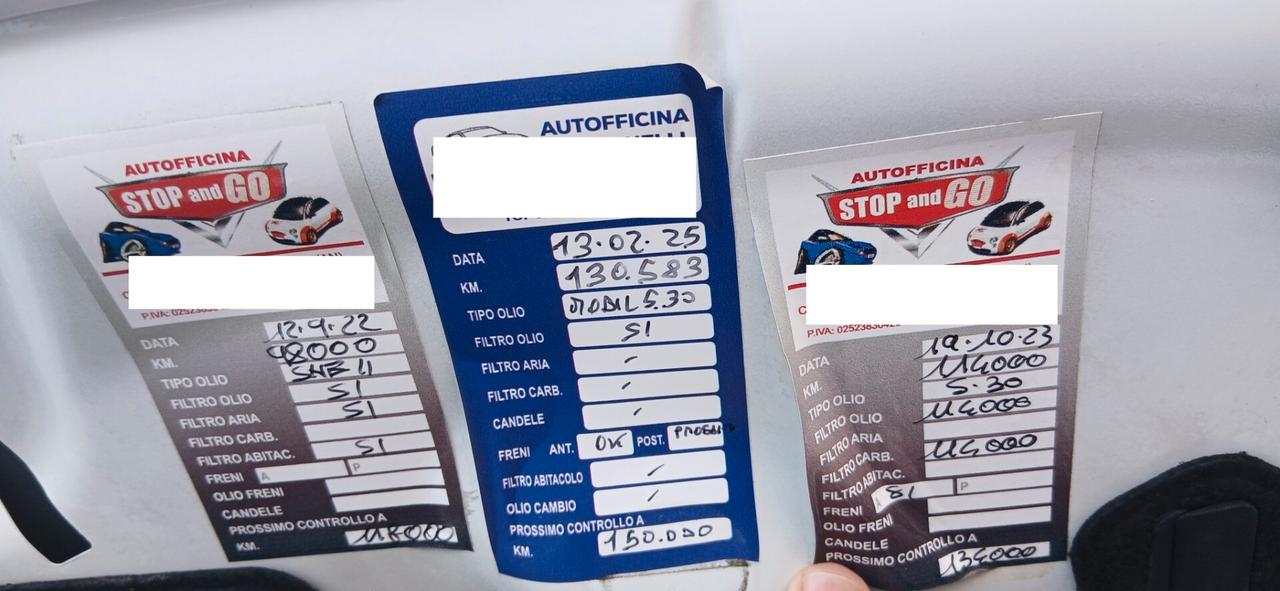 AUTOFFICINA
STOP and GO
DATA 12.9.22
KM. 98000
TIPO OLIO SHELL
FILTRO OLIO SI
FILTRO ARIA SI
FILTRO CARB.
FILTRO ABITAC. SI
FRENI A P
OLIO FRENI
CANDELE
PROSSIMO CONTROLLO A
KM. 118000
AUTOFFICINA
DATA 13.02.25
KM. 130.583
TIPO OLIO MOBIL 5.30
FILTRO OLIO SI
FILTRO ARIA -
FILTRO CARB. -
CANDELE -
FRENI ANT. OK POST.
FILTRO ABITACOLO -
OLIO CAMBIO -
PROSSIMO CONTROLLO A
KM. 150.000
AUTOFFICINA
STOP and GO
DATA 19.10.23
KM. 114000
TIPO OLIO 5.30
FILTRO OLIO 114000
FILTRO ARIA
FILTRO CARB. 114000
FILTRO ABITAC.
FRENI SI P
OLIO FRENI
CANDELE
PROSSIMO CONTROLLO A
KM. 134000